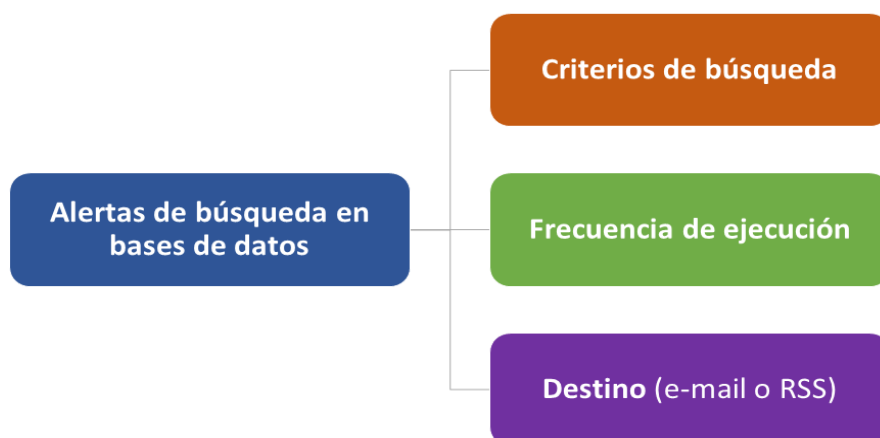 Criterios de búsqueda
Alertas de búsqueda en
bases de datos
Frecuencia de ejecución
Destino (e-mail o RSS)